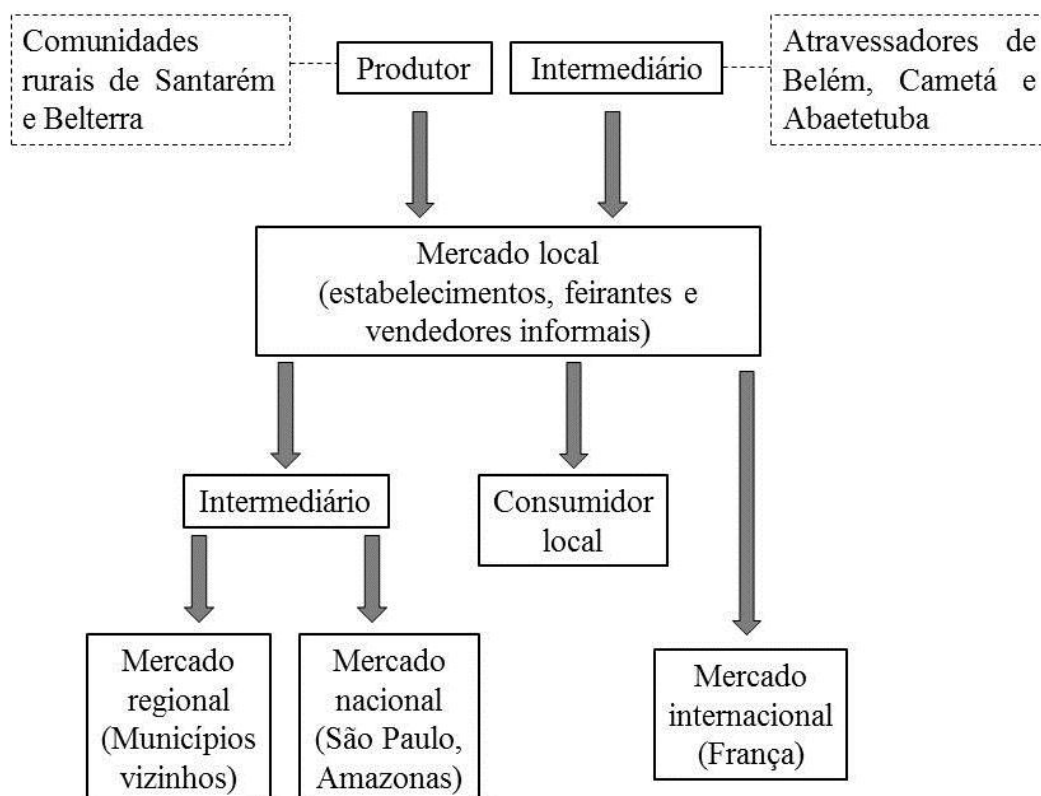 Comunidades
rurais de Santarém
e Belterra
Produtor
Intermediário
Atravessadores de
Belém, Cametá e
Abaetetuba
Mercado local
(estabelecimentos, feirantes e
vendedores informais)
Intermediário
Consumidor
local
Mercado
regional
(Municípios
vizinhos)
Mercado
nacional
(São Paulo,
Amazonas)
Mercado
internacional
(França)